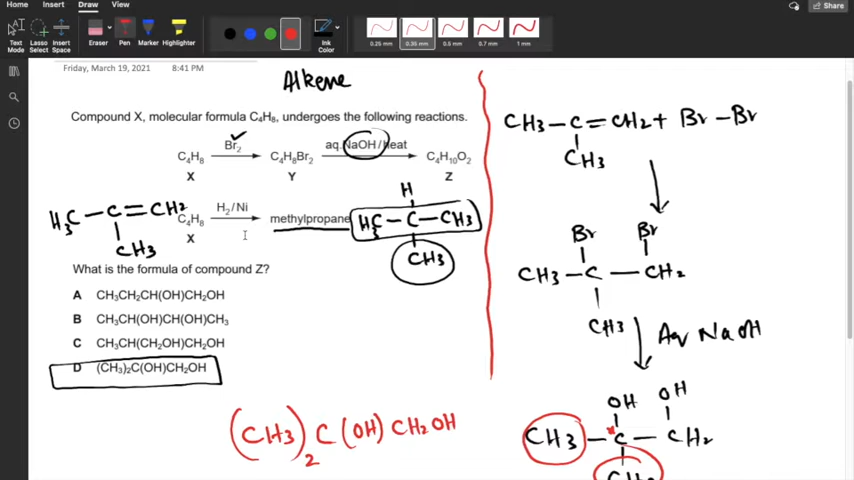 Share
File Home Insert Draw View Help
Text Mode
Lasso Select
Insert Space
Eraser
Pen
Marker
Highlighter
Ink Color
0.25 mm
0.35 mm
0.5 mm
0.7 mm
1 mm
Friday, March 19, 2021 8:41 PM
Alkene
Compound X, molecular formula C₄H₈, undergoes the following reactions.
Br₂ aq. NaOH / heat
C₄H₈ → C₄H₈Br₂ → C₄H₁₀O₂
X Y Z
H₂ / Ni
C₄H₈ → methylpropane
X
H₃C – C = CH₂
CH₃
H
H₃C – C – CH₃
CH₃
What is the formula of compound Z?
A CH₃CH₂CH(OH)CH₂OH
B CH₃CH(OH)CH(OH)CH₃
C CH₃CH(CH₂OH)CH₂OH
D (CH₃)₂C(OH)CH₂OH
(CH3)₂ C (OH) CH₂OH
CH₃ – C = CH₂ + Br – Br
CH₃
Br Br
CH₃ – C – CH₂
CH₃
Aq NaOH
OH OH
CH₃ – C – CH₂